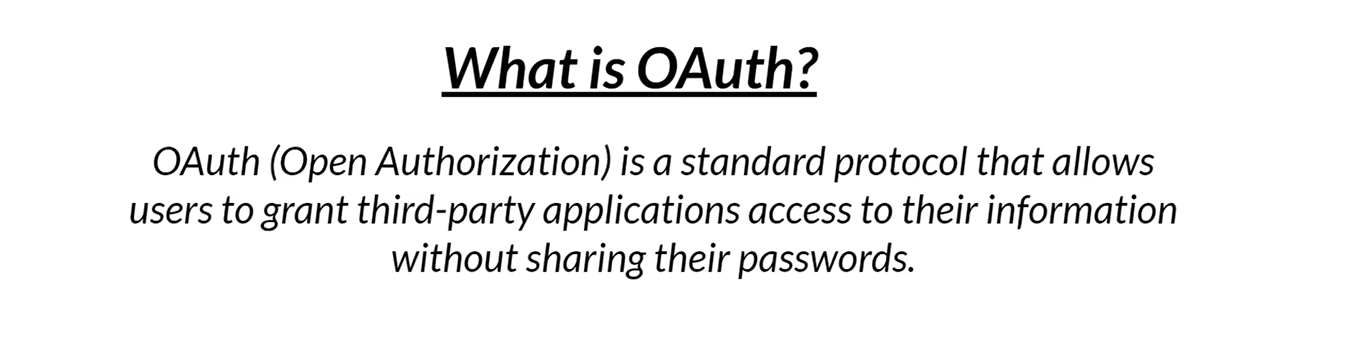 What is OAuth?
OAuth (Open Authorization) is a standard protocol that allows
users to grant third-party applications access to their information
without sharing their passwords.